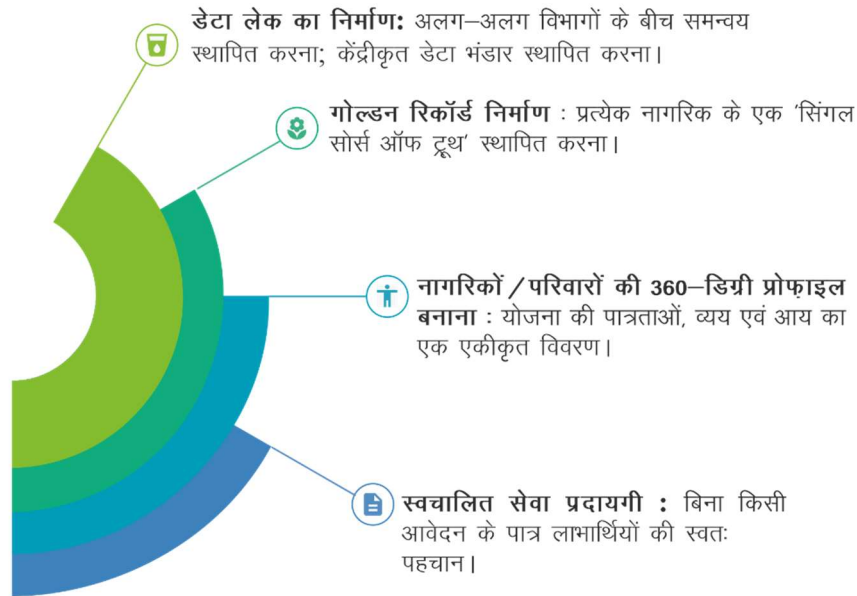 डेटा लेक का निर्माण: अलग–अलग विभागों के बीच समन्वय
स्थापित करना; केंद्रीकृत डेटा भंडार स्थापित करना।
गोल्डन रिकॉर्ड निर्माण : प्रत्येक नागरिक के एक 'सिंगल
सोर्स ऑफ ट्रूथ' स्थापित करना।
नागरिकों / परिवारों की 360–डिग्री प्रोफ़ाइल
बनाना : योजना की पात्रताओं, व्यय एवं आय का
एक एकीकृत विवरण।
स्वचालित सेवा प्रदायगी : बिना किसी
आवेदन के पात्र लाभार्थियों की स्वतः
पहचान।